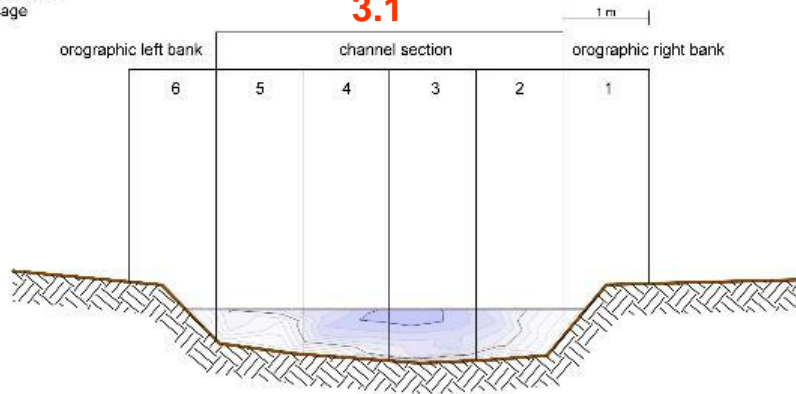 age
3.1
1 m
orographic left bank channel section orographic right bank
6 5 4 3 2 1